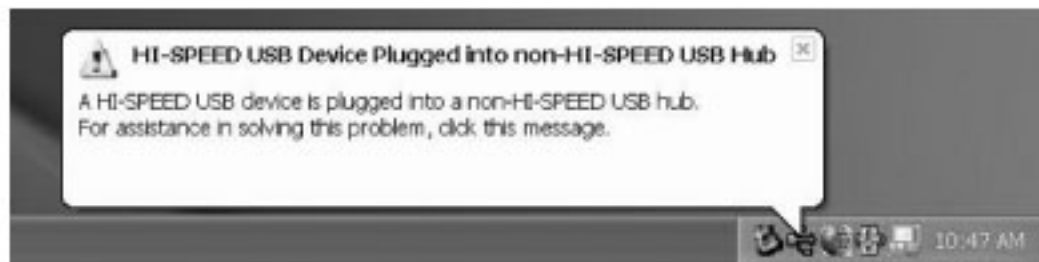 HI-SPEED USB Device Plugged into non-HI-SPEED USB Hub
A HI-SPEED USB device is plugged into a non-HI-SPEED USB hub.
For assistance in solving this problem, click this message.
10:47 AM